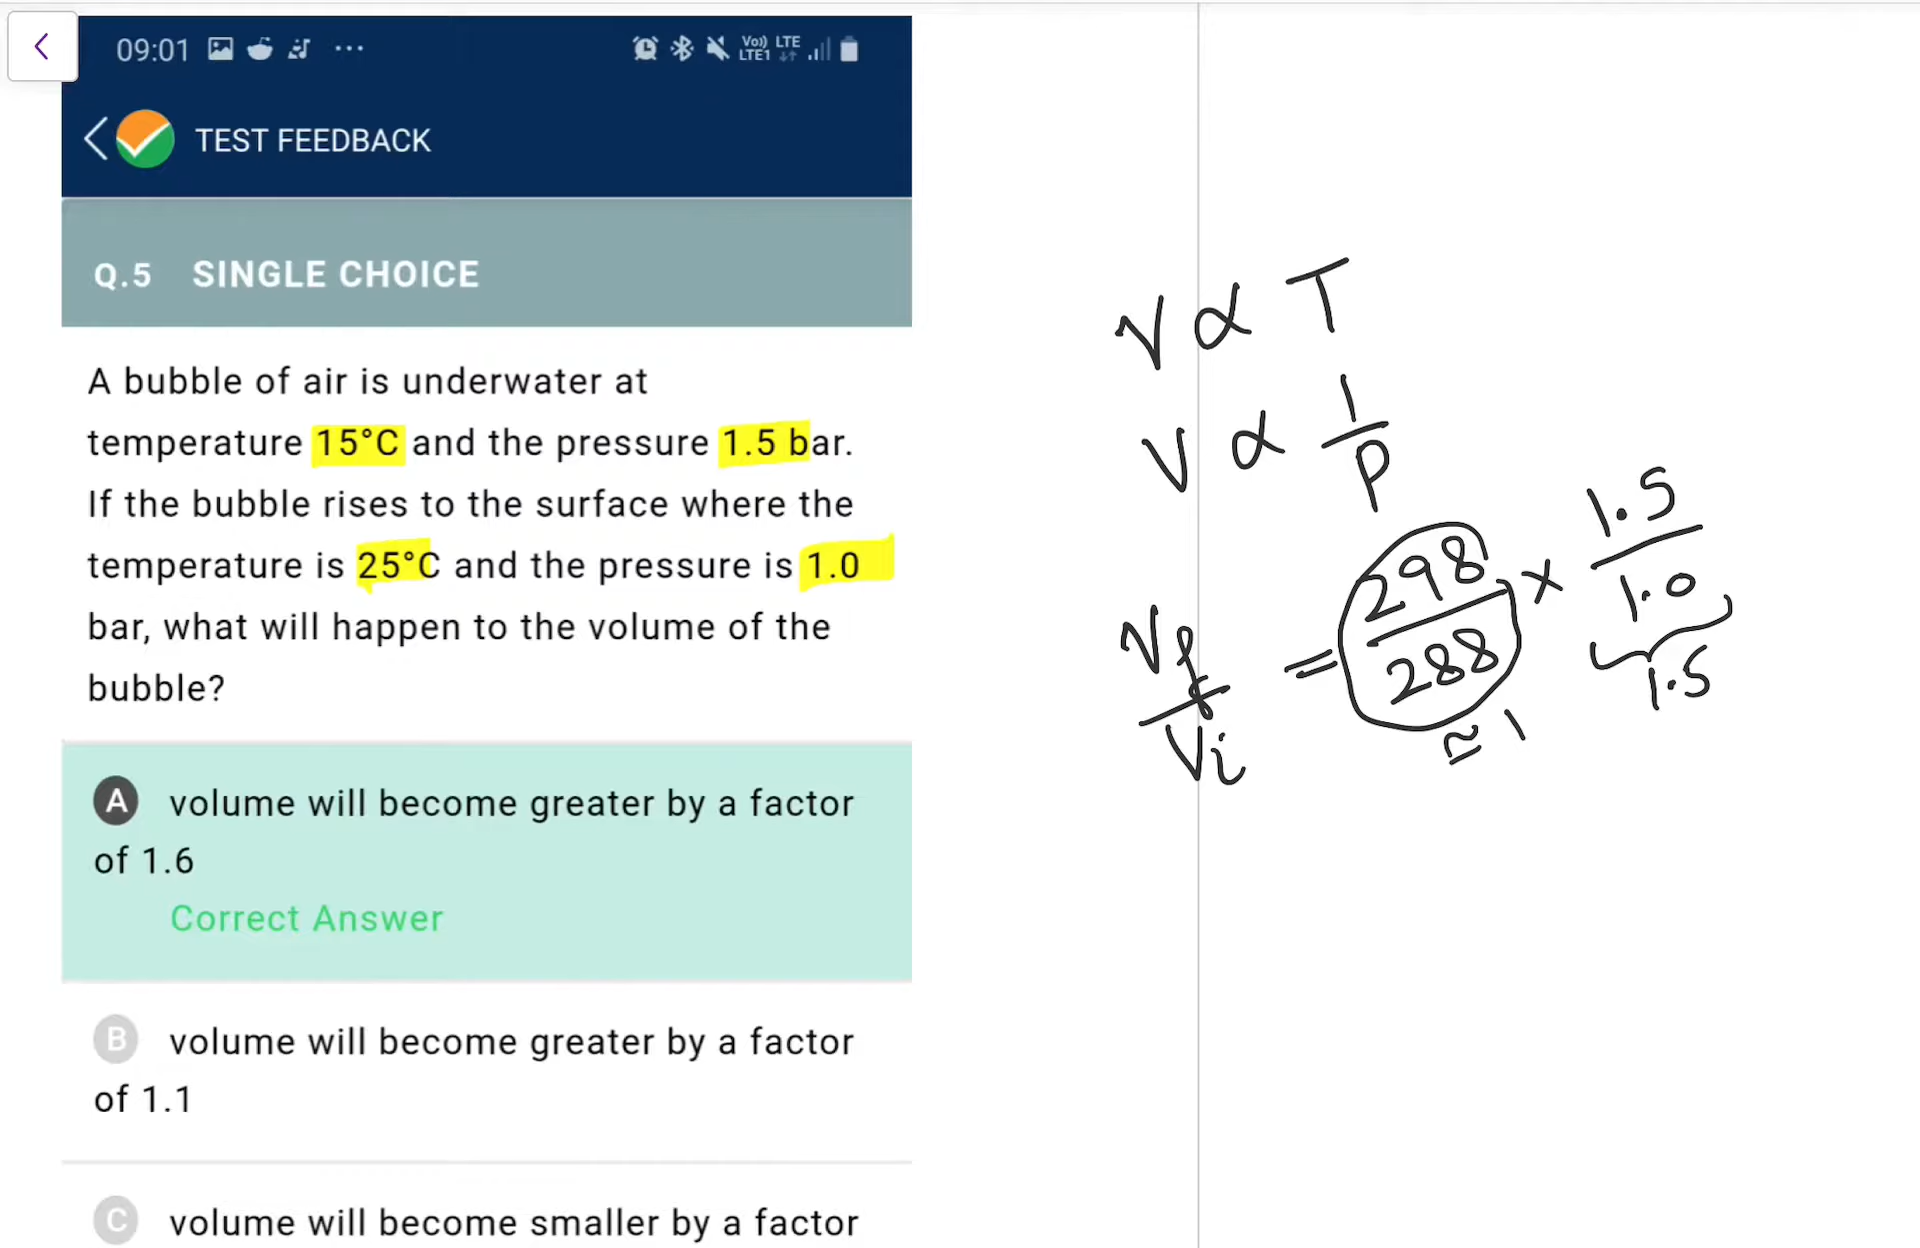 09:01
Vo)) LTE
LTE1
TEST FEEDBACK
Q.5 SINGLE CHOICE
A bubble of air is underwater at
temperature 15°C and the pressure 1.5 bar.
If the bubble rises to the surface where the
temperature is 25°C and the pressure is 1.0
bar, what will happen to the volume of the
bubble?
A volume will become greater by a factor
of 1.6
Correct Answer
B volume will become greater by a factor
of 1.1
C volume will become smaller by a factor
V ∝ T
V ∝ 1/P
Vf/Vi = 298/288 × 1.5/1.0
≅ 1
1.5